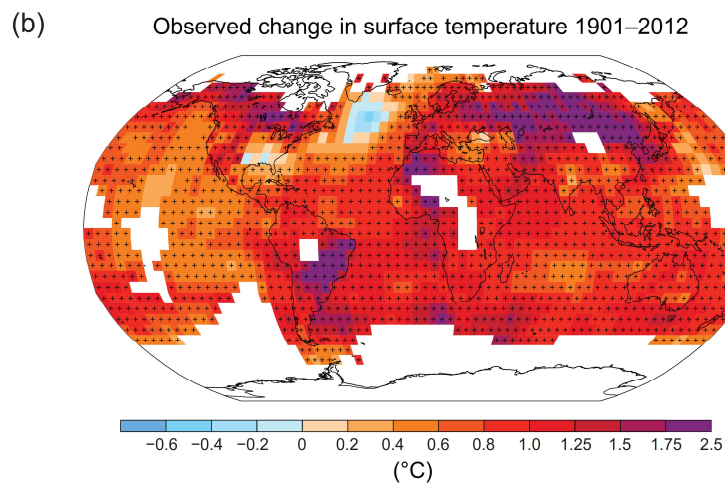 (b)
Observed change in surface temperature 1901–2012
−0.6 −0.4 −0.2 0 0.2 0.4 0.6 0.8 1.0 1.25 1.5 1.75 2.5
(°C)